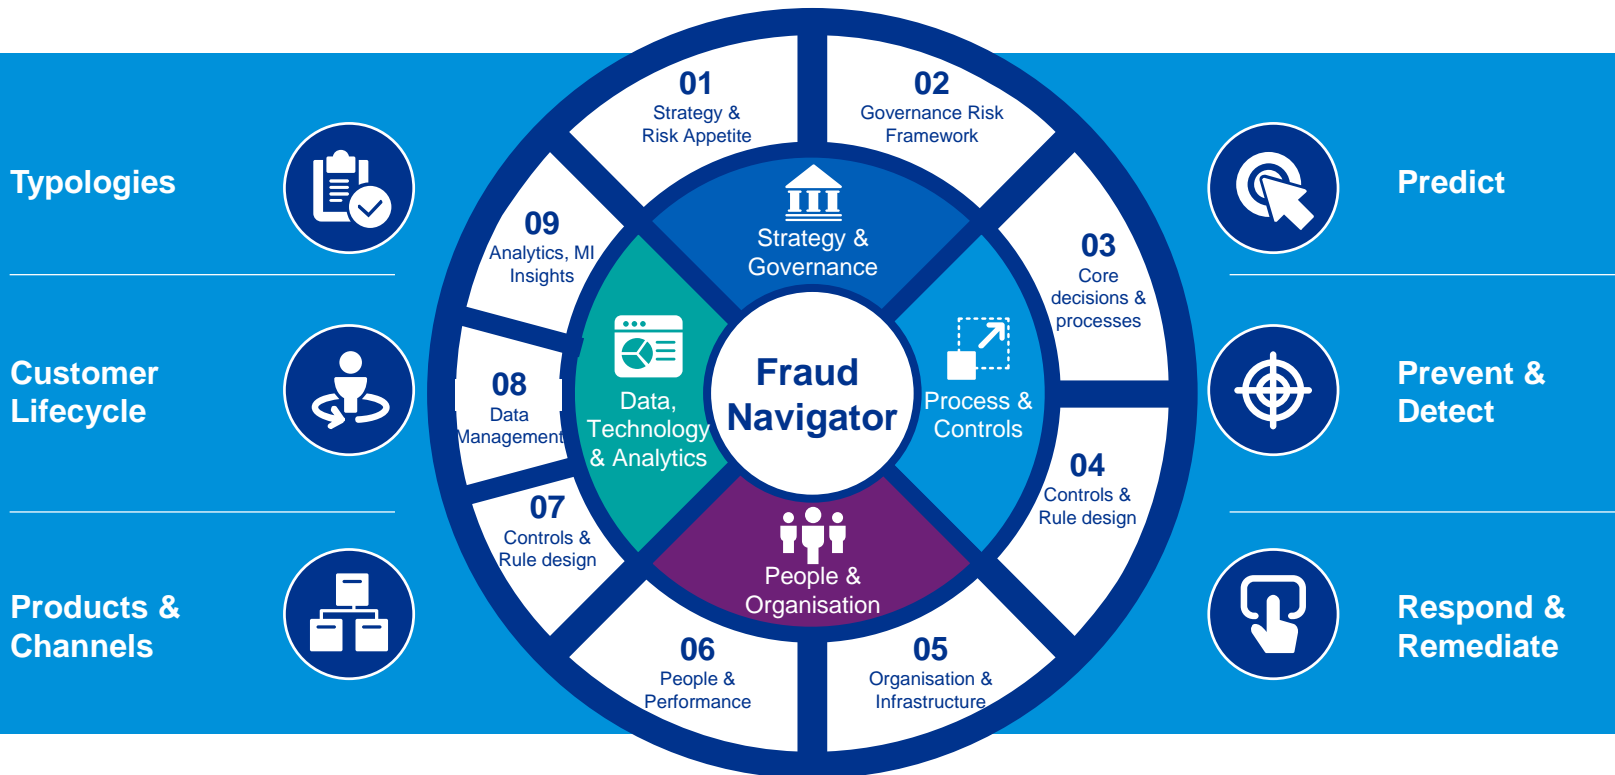 Typologies
Customer
Lifecycle
Products &
Channels
01
Strategy &
Risk Appetite
02
Governance Risk
Framework
03
Core
decisions &
processes
04
Controls &
Rule design
05
Organisation &
Infrastructure
06
People &
Performance
07
Controls &
Rule design
08
Data
Management
09
Analytics, MI
Insights
Strategy &
Governance
Process &
Controls
People &
Organisation
Data,
Technology
& Analytics
Fraud
Navigator
Predict
Prevent &
Detect
Respond &
Remediate